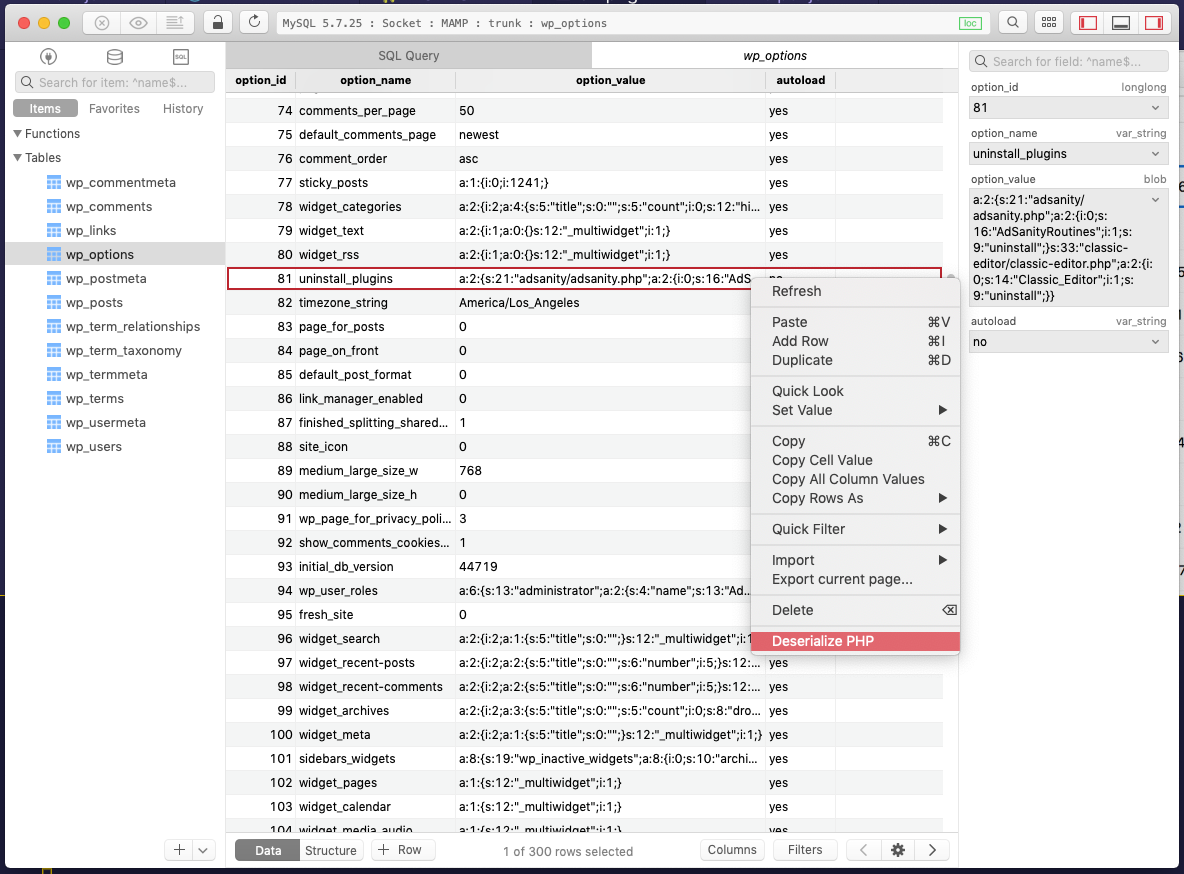 MySQL 5.7.25 : Socket : MAMP : trunk : wp_options
loc
SQL
Search for item: ^name$...
Items Favorites History
Functions
Tables
wp_commentmeta
wp_comments
wp_links
wp_options
wp_postmeta
wp_posts
wp_term_relationships
wp_term_taxonomy
wp_termmeta
wp_terms
wp_usermeta
wp_users
SQL Query
wp_options
option_id option_name option_value autoload
74 comments_per_page 50 yes
75 default_comments_page newest yes
76 comment_order asc yes
77 sticky_posts a:1:{i:0;i:1241;} yes
78 widget_categories a:2:{i:2;a:4:{s:5:"title";s:0:"";s:5:"count";i:0;s:12:"hi... yes
79 widget_text a:2:{i:1;a:0:{}s:12:"_multiwidget";i:1;} yes
80 widget_rss a:2:{i:1;a:0:{}s:12:"_multiwidget";i:1;} yes
81 uninstall_plugins a:2:{s:21:"adsanity/adsanity.php";a:2:{i:0;s:16:"AdS
82 timezone_string America/Los_Angeles
83 page_for_posts 0
84 page_on_front 0
85 default_post_format 0
86 link_manager_enabled 0
87 finished_splitting_shared... 1
88 site_icon 0
89 medium_large_size_w 768
90 medium_large_size_h 0
91 wp_page_for_privacy_poli... 3
92 show_comments_cookies... 1
93 initial_db_version 44719
94 wp_user_roles a:6:{s:13:"administrator";a:2:{s:4:"name";s:13:"Ad...
95 fresh_site 0
96 widget_search a:2:{i:2;a:1:{s:5:"title";s:0:"";}s:12:"_multiwidget";i:1
97 widget_recent-posts a:2:{i:2;a:2:{s:5:"title";s:0:"";s:6:"number";i:5;}s:12:... yes
98 widget_recent-comments a:2:{i:2;a:2:{s:5:"title";s:0:"";s:6:"number";i:5;}s:12:... yes
99 widget_archives a:2:{i:2;a:3:{s:5:"title";s:0:"";s:5:"count";i:0;s:8:"dro... yes
100 widget_meta a:2:{i:2;a:1:{s:5:"title";s:0:"";}s:12:"_multiwidget";i:1;} yes
101 sidebars_widgets a:8:{s:19:"wp_inactive_widgets";a:8:{i:0;s:10:"archi... yes
102 widget_pages a:1:{s:12:"_multiwidget";i:1;} yes
103 widget_calendar a:1:{s:12:"_multiwidget";i:1;} yes
104 widget_media_audio a:1:{s:12:"_multiwidget";i:1;} yes
Refresh
Paste ⌘V
Add Row ⌘I
Duplicate ⌘D
Quick Look
Set Value
Copy ⌘C
Copy Cell Value
Copy All Column Values
Copy Rows As
Quick Filter
Import
Export current page...
Delete ⌫
Deserialize PHP
Search for field: ^name$...
option_id longlong
81
option_name var_string
uninstall_plugins
option_value blob
a:2:{s:21:"adsanity/
adsanity.php";a:2:{i:0;s:
16:"AdSanityRoutines";i:1;s:
9:"uninstall";}s:33:"classic-
editor/classic-editor.php";a:2:{i:
0;s:14:"Classic_Editor";i:1;s:
9:"uninstall";}}
autoload var_string
no
Data Structure + Row 1 of 300 rows selected Columns Filters